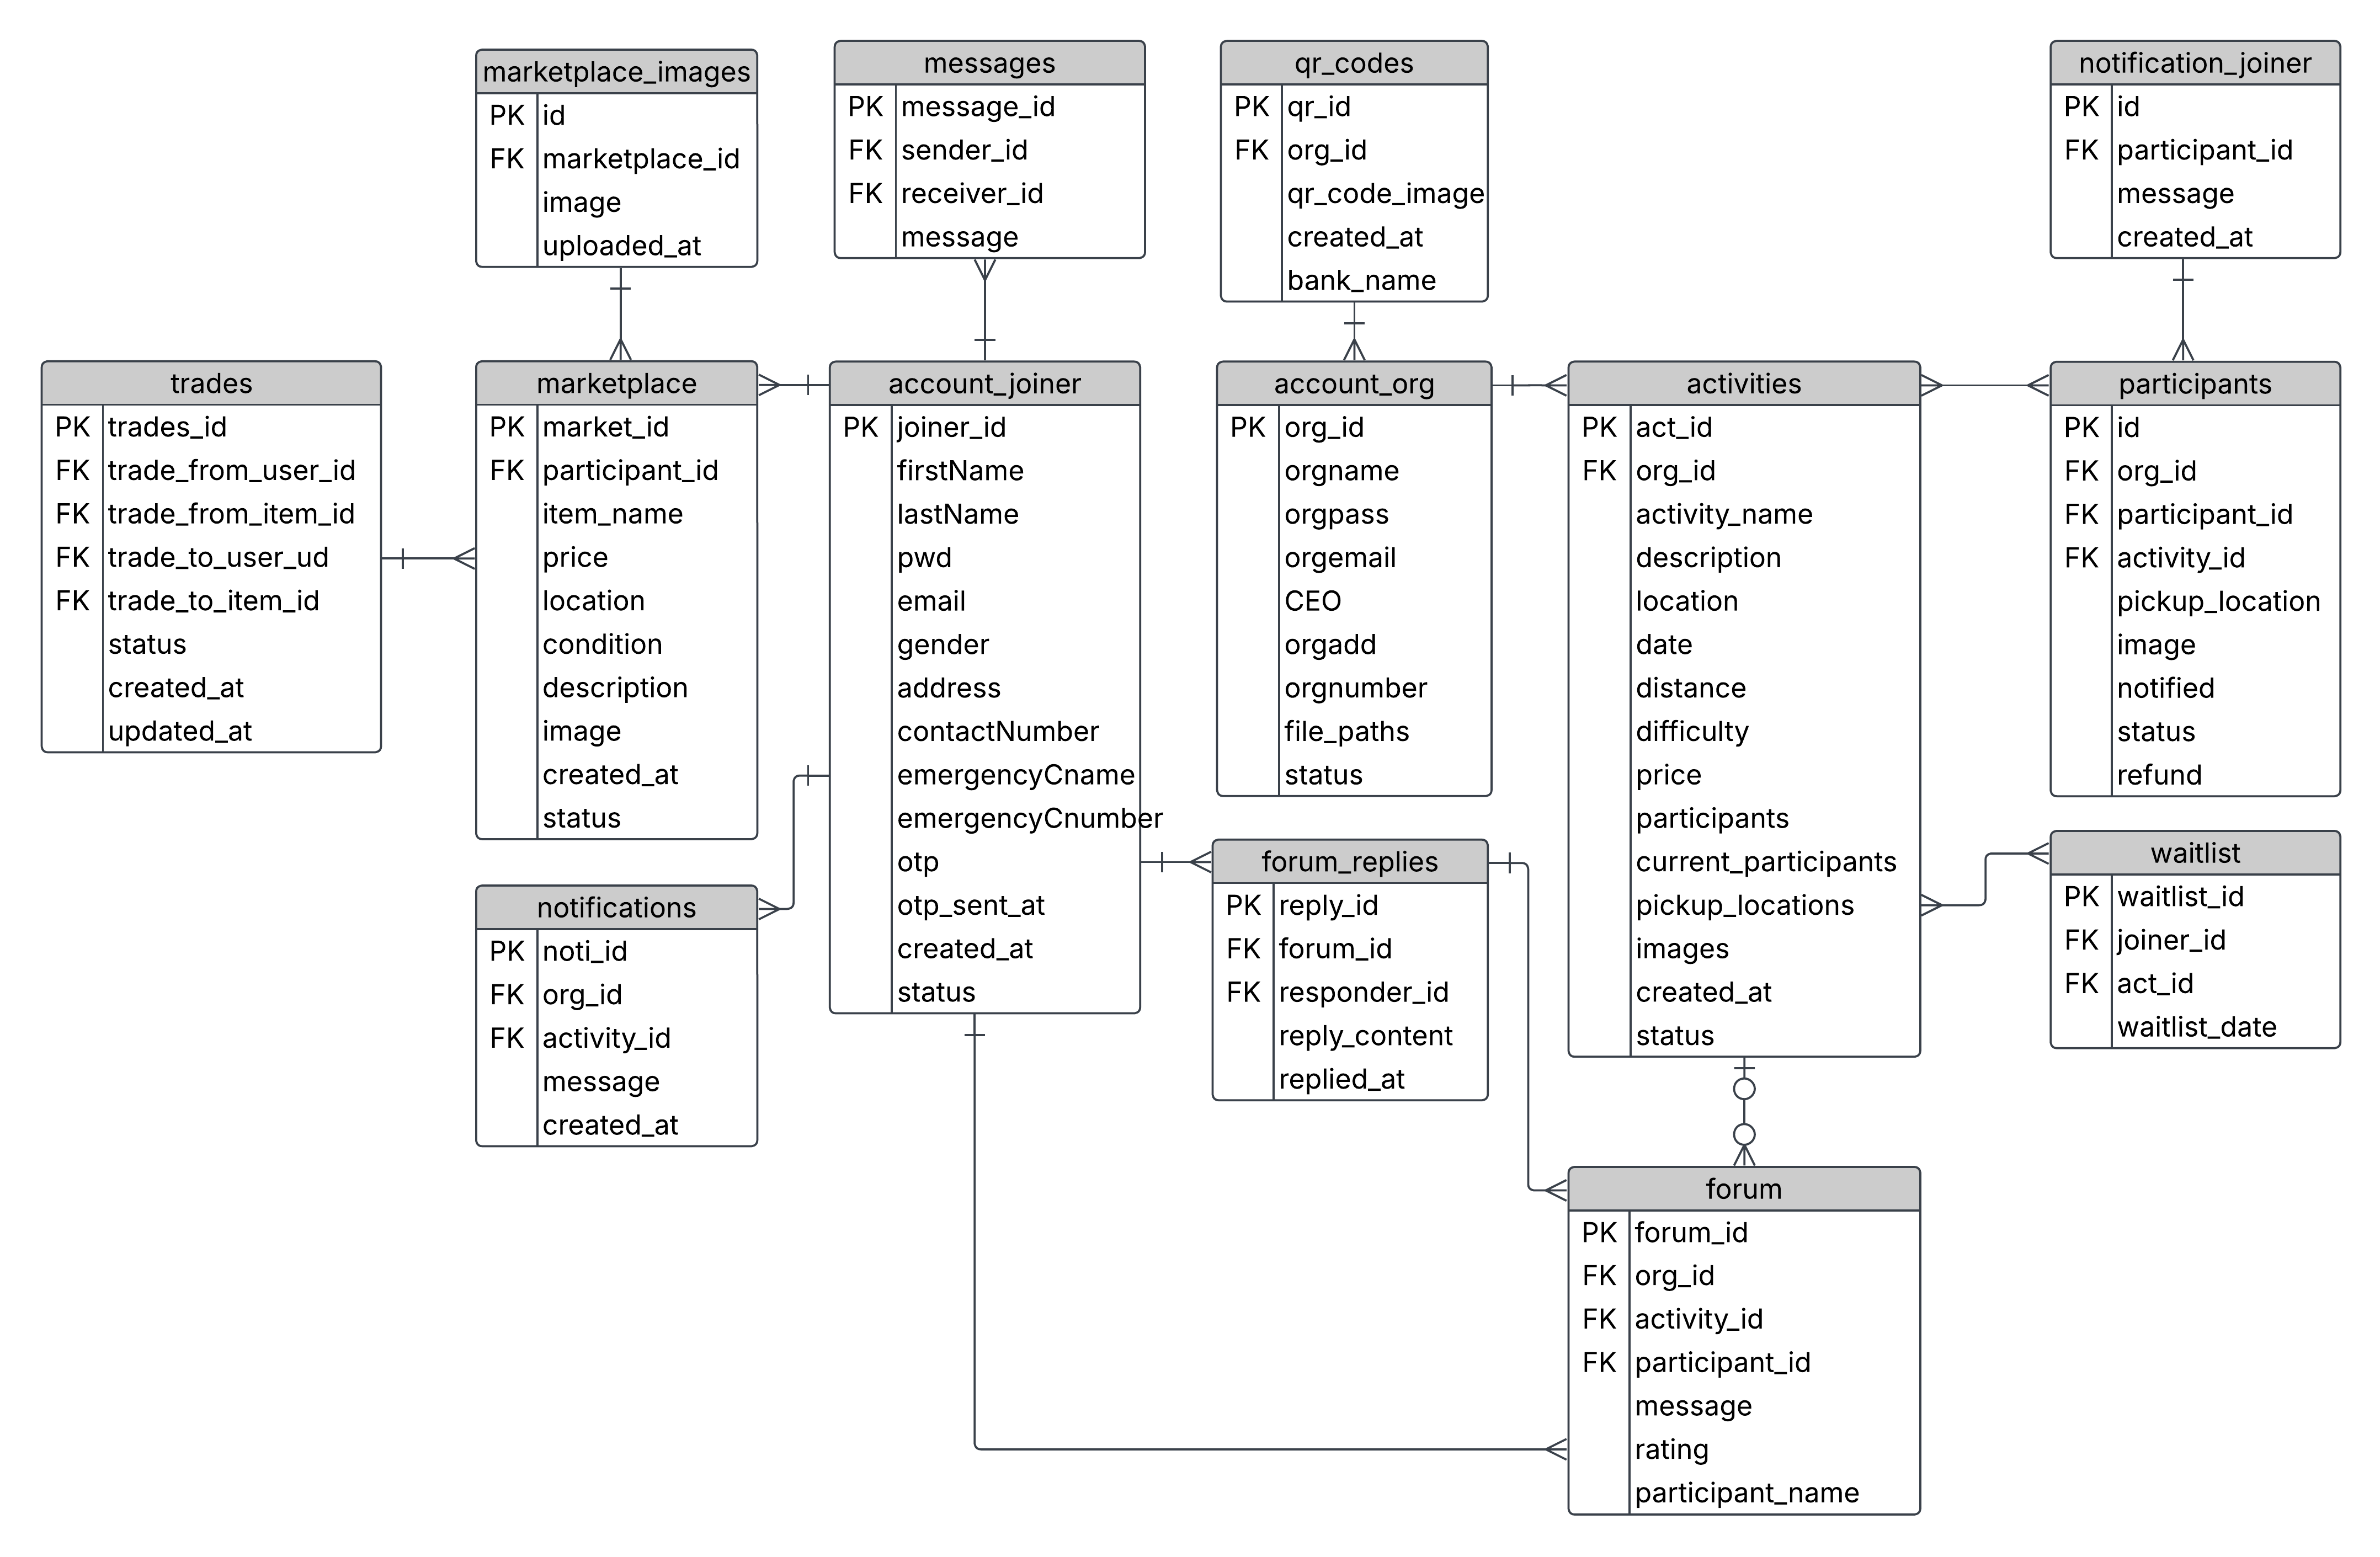 marketplace_images
PK id
FK marketplace_id
image
uploaded_at
messages
PK message_id
FK sender_id
FK receiver_id
message
qr_codes
PK qr_id
FK org_id
qr_code_image
created_at
bank_name
notification_joiner
PK id
FK participant_id
message
created_at
trades
PK trades_id
FK trade_from_user_id
FK trade_from_item_id
FK trade_to_user_ud
FK trade_to_item_id
status
created_at
updated_at
marketplace
PK market_id
FK participant_id
item_name
price
location
condition
description
image
created_at
status
account_joiner
PK joiner_id
firstName
lastName
pwd
email
gender
address
contactNumber
emergencyCname
emergencyCnumber
otp
otp_sent_at
created_at
status
account_org
PK org_id
orgname
orgpass
orgemail
CEO
orgadd
orgnumber
file_paths
status
activities
PK act_id
FK org_id
activity_name
description
location
date
distance
difficulty
price
participants
current_participants
pickup_locations
images
created_at
status
participants
PK id
FK org_id
FK participant_id
FK activity_id
pickup_location
image
notified
status
refund
notifications
PK noti_id
FK org_id
FK activity_id
message
created_at
forum_replies
PK reply_id
FK forum_id
FK responder_id
reply_content
replied_at
waitlist
PK waitlist_id
FK joiner_id
FK act_id
waitlist_date
forum
PK forum_id
FK org_id
FK activity_id
FK participant_id
message
rating
participant_name